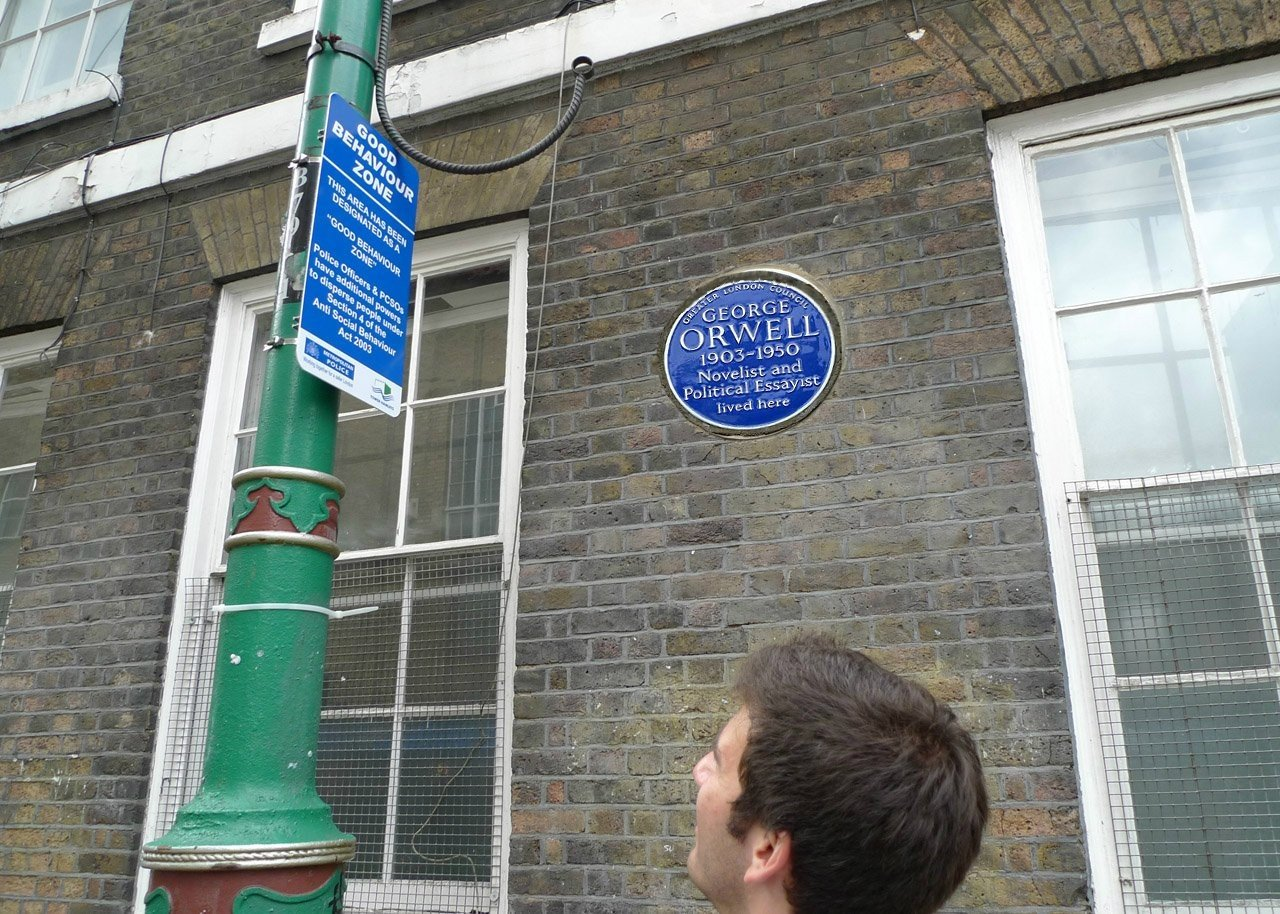 GOOD
BEHAVIOUR
ZONE
THIS AREA HAS BEEN
DESIGNATED AS A
"GOOD BEHAVIOUR
ZONE"
Police Officers & PCSOs
have additional powers
to disperse people under
Section 4 of the
Anti Social Behaviour
Act 2003
METROPOLITAN
POLICE
GREATER LONDON COUNCIL
GEORGE
ORWELL
1903-1950
Novelist and
Political Essayist
lived here